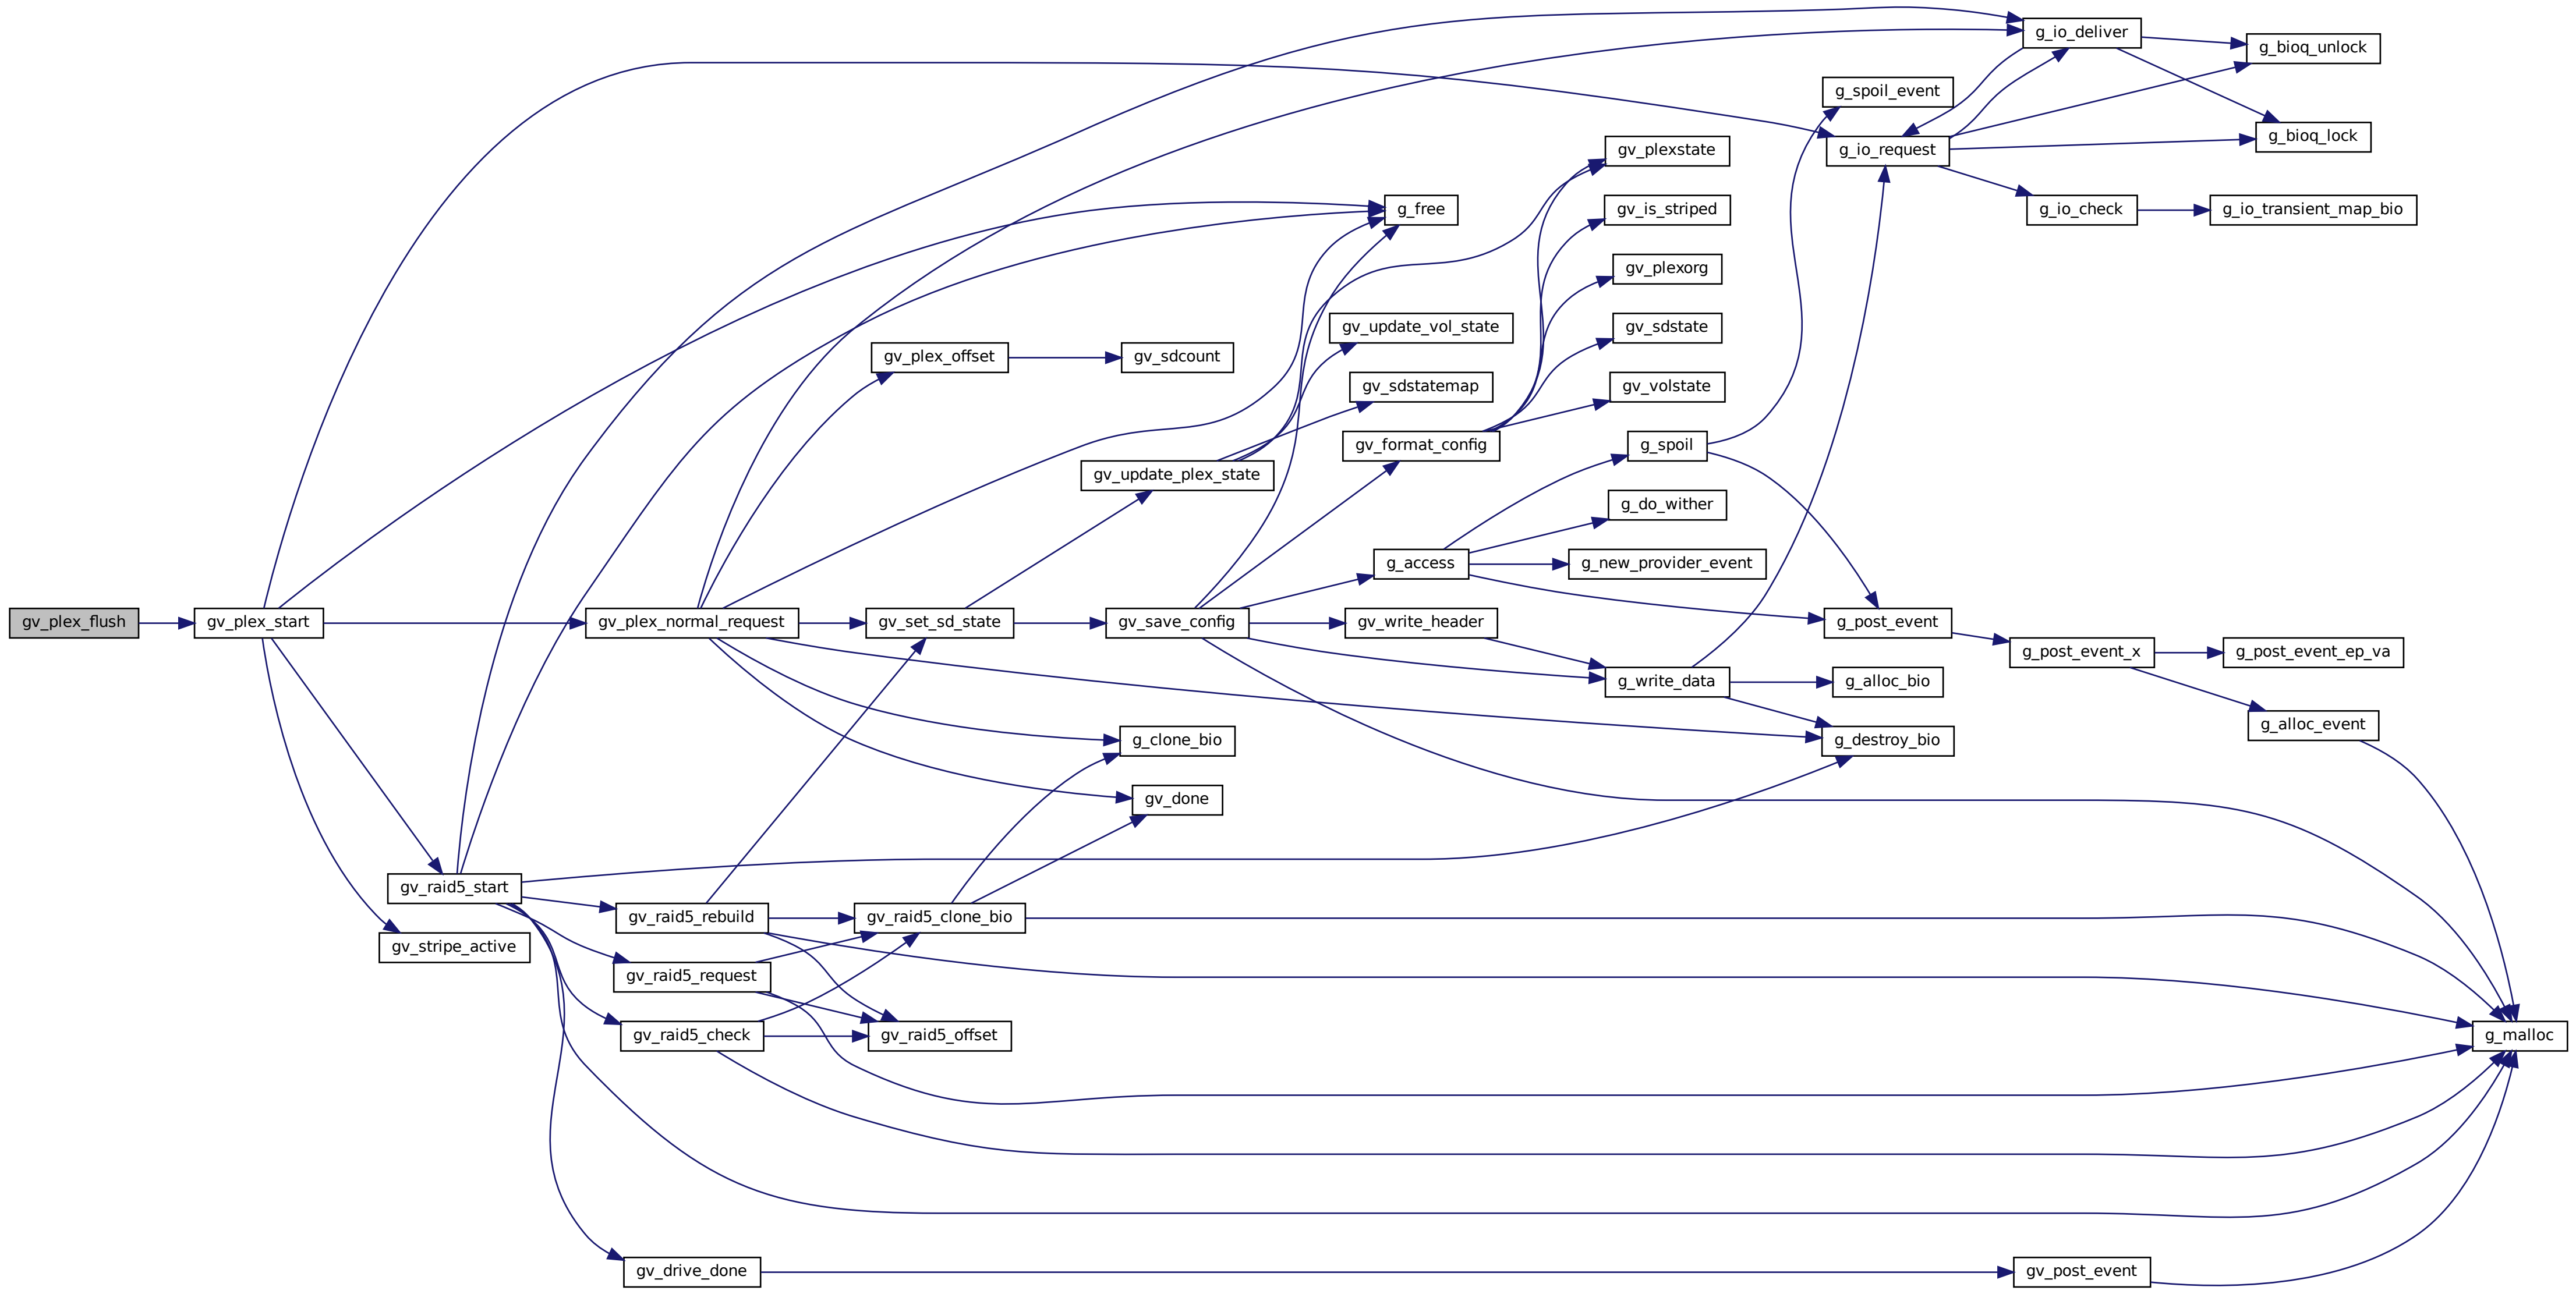 g_io_deliver
g_bioq_unlock
g_spoil_event
g_bioq_lock
gv_plexstate
g_io_request
g_free
gv_is_striped
g_io_check
g_io_transient_map_bio
gv_plexorg
gv_update_vol_state
gv_sdstate
gv_plex_offset
gv_sdcount
gv_sdstatemap
gv_volstate
gv_format_config
g_spoil
gv_update_plex_state
g_do_wither
g_access
g_new_provider_event
gv_plex_flush
gv_plex_start
gv_plex_normal_request
gv_set_sd_state
gv_save_config
gv_write_header
g_post_event
g_post_event_x
g_post_event_ep_va
g_write_data
g_alloc_bio
g_alloc_event
g_clone_bio
g_destroy_bio
gv_done
gv_raid5_start
gv_raid5_rebuild
gv_raid5_clone_bio
gv_stripe_active
gv_raid5_request
gv_raid5_check
gv_raid5_offset
g_malloc
gv_drive_done
gv_post_event